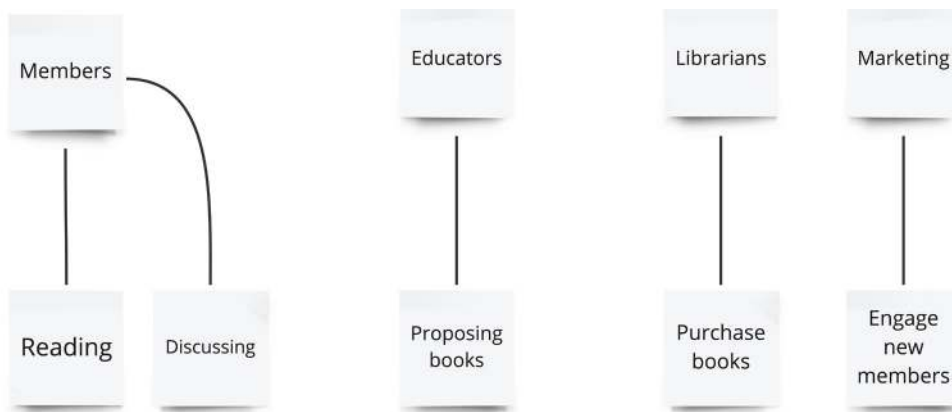 Members
Educators
Librarians
Marketing
Reading
Discussing
Proposing
books
Purchase
books
Engage
new
members